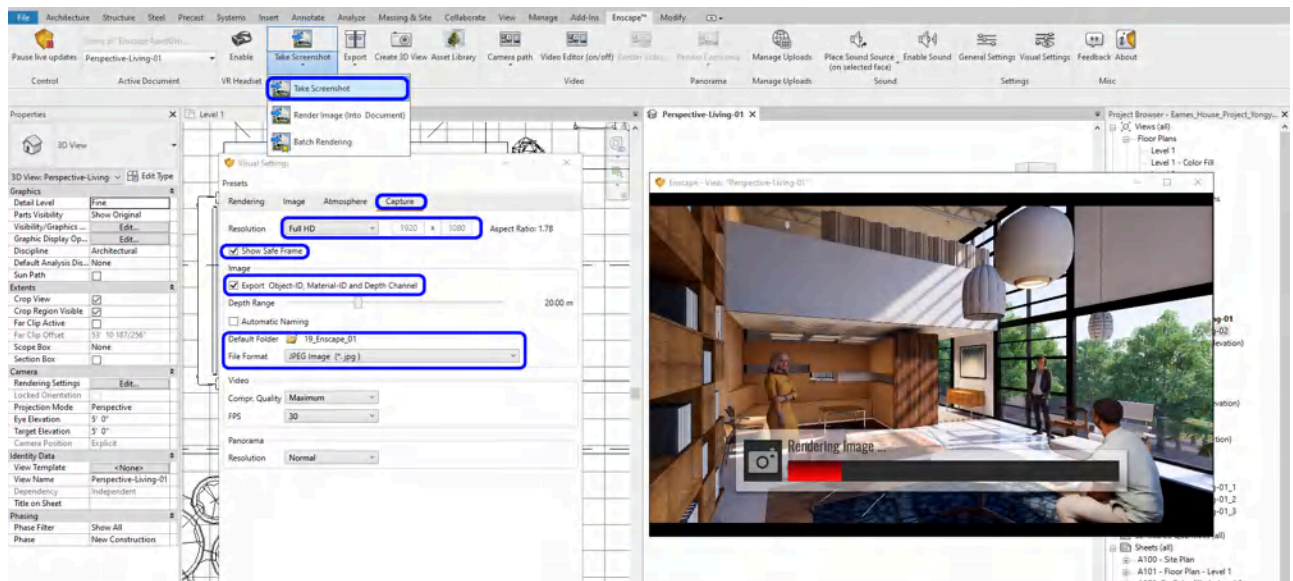 File Architecture Structure Steel Precast Systems Insert Annotate Analyze Massing & Site Collaborate View Manage Add-Ins Enscape™ Modify
Pause live updates Perspective-Living-01 Enable Take Screenshot Export Create 3D View Asset Library Camera path Video Editor (on/off) Manage Uploads Place Sound Source (on selected face) Enable Sound General Settings Visual Settings Feedback About
Control Active Document VR Headset Video Panorama Manage Uploads Sound Settings Misc
Take Screenshot
Render Image (Into Document)
Batch Rendering
Properties
3D View
3D View: Perspective-Living- Edit Type
Graphics
Detail Level Fine
Parts Visibility Show Original
Visibility/Graphics ... Edit...
Graphic Display Op... Edit...
Discipline Architectural
Default Analysis Dis... None
Sun Path
Extents
Crop View
Crop Region Visible
Far Clip Active
Far Clip Offset
Scope Box None
Section Box
Camera
Rendering Settings Edit...
Locked Orientation
Projection Mode Perspective
Eye Elevation 5' 0"
Target Elevation 5' 0"
Camera Position Explicit
Identity Data
View Template <None>
View Name Perspective-Living-01
Dependency Independent
Title on Sheet
Phasing
Phase Filter Show All
Phase New Construction
Level 1
Visual Settings
Presets
Rendering Image Atmosphere Capture
Resolution Full HD 1920 x 1080 Aspect Ratio: 1.78
Show Safe Frame
Image
Export Object-ID, Material-ID and Depth Channel
Depth Range 20.00 m
Automatic Naming
Default Folder 19_Enscape_01
File Format JPEG Image (*.jpg )
Video
Compr. Quality Maximum
FPS 30
Panorama
Resolution Normal
Perspective-Living-01
Enscape - View: "Perspective-Living-01"
Rendering Image ...
Project Browser - Eames_House_Project_Yongy...
Views (all)
Floor Plans
Level 1
Level 1 - Color Fill
Sheets (all)
A100 - Site Plan
A101 - Floor Plan - Level 1